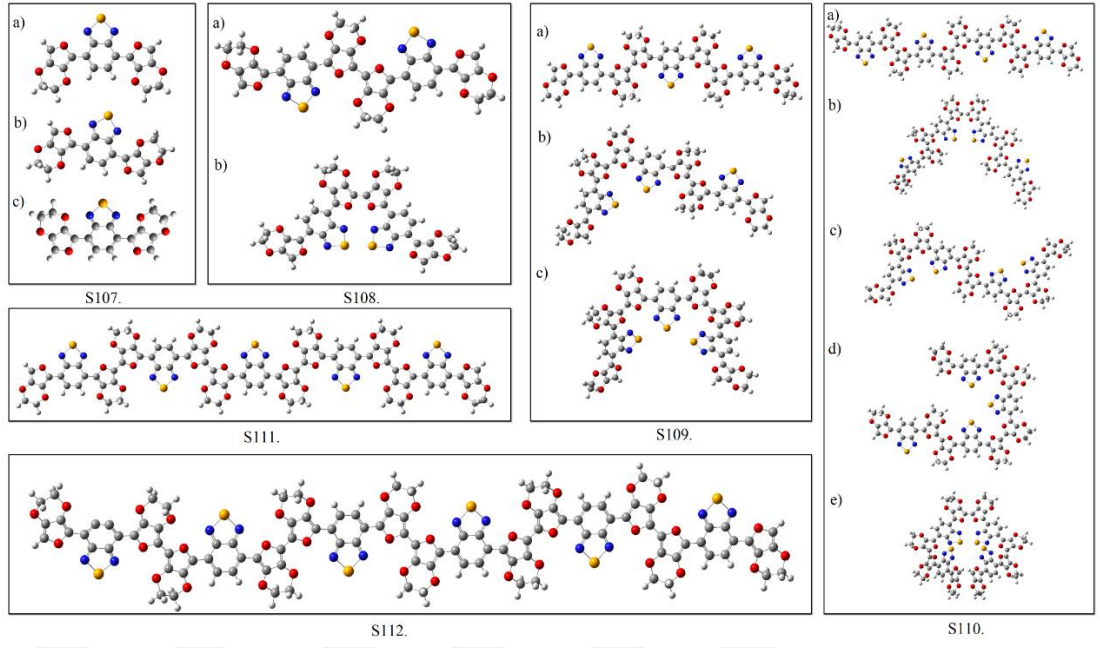 a)
b)
c)
S107.
a)
b)
S108.
a)
b)
c)
S109.
a)
b)
c)
d)
e)
S110.
S111.
S112.